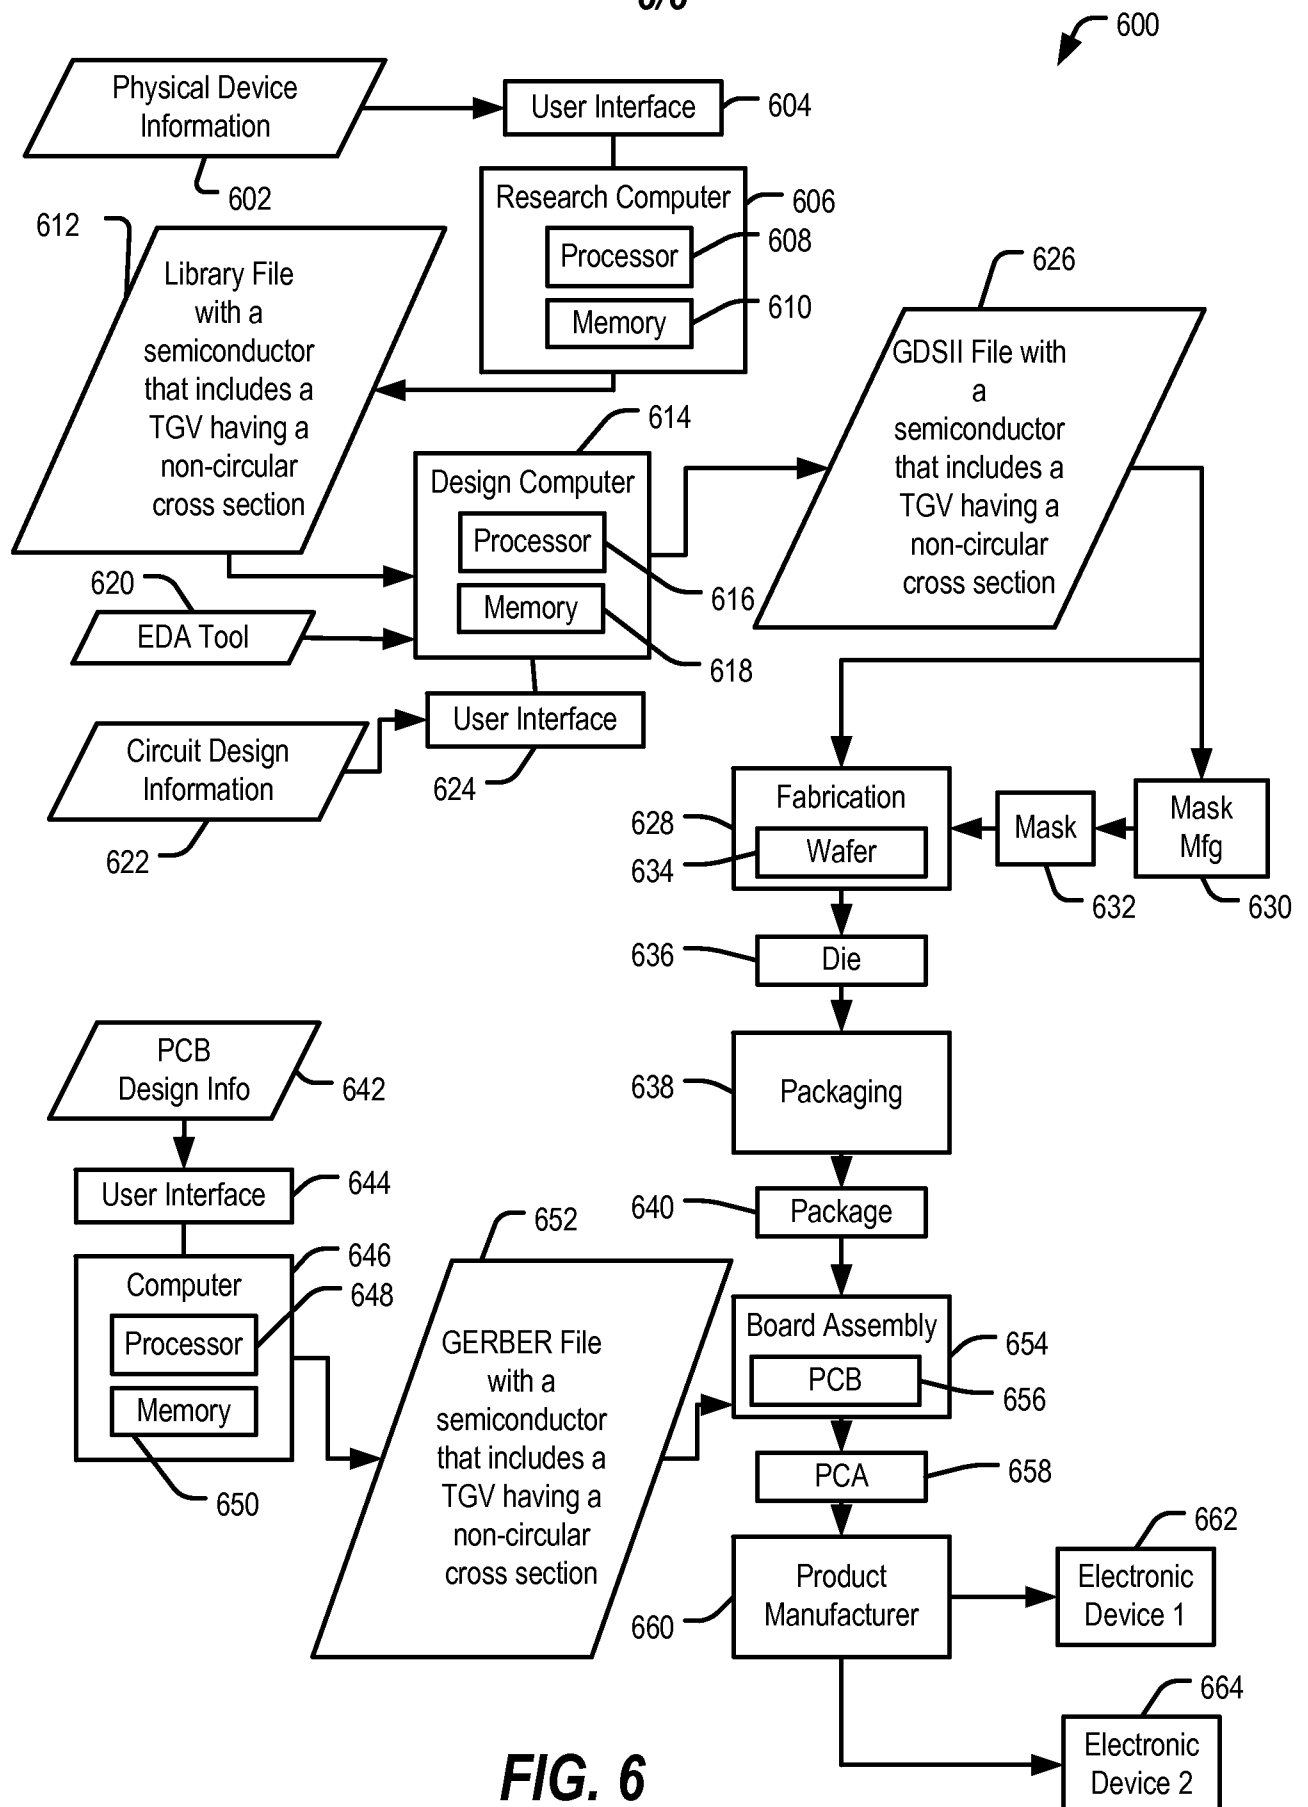 600
Physical Device
Information
602
User Interface
604
Research Computer
606
Processor
608
Memory
610
612
Library File
with a
semiconductor
that includes a
TGV having a
non-circular
cross section
614
Design Computer
Processor
616
Memory
618
620
EDA Tool
User Interface
624
Circuit Design
Information
622
626
GDSII File with
a
semiconductor
that includes a
TGV having a
non-circular
cross section
Fabrication
628
Wafer
634
Mask
632
Mask
Mfg
630
636
Die
638
Packaging
640
Package
PCB
Design Info
642
User Interface
644
Computer
646
Processor
648
Memory
650
652
GERBER File
with a
semiconductor
that includes a
TGV having a
non-circular
cross section
Board Assembly
654
PCB
656
PCA
658
Product
Manufacturer
660
662
Electronic
Device 1
664
Electronic
Device 2
FIG. 6